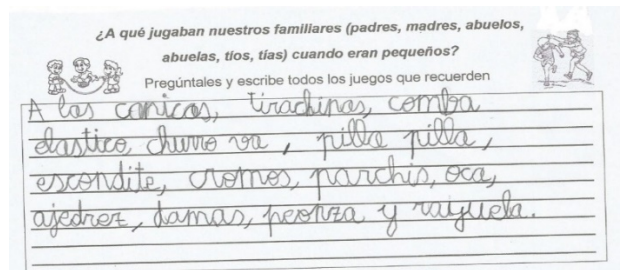 ¿A qué jugaban nuestros familiares (padres, madres, abuelos,
abuelas, tíos, tías) cuando eran pequeños?
Pregúntales y escribe todos los juegos que recuerden
A las canicas, tirachinas, comba
elastico, churro va, pilla pilla,
escondite, cromos, parchis, oca,
ajedrez, damas, peonza y rayuela.